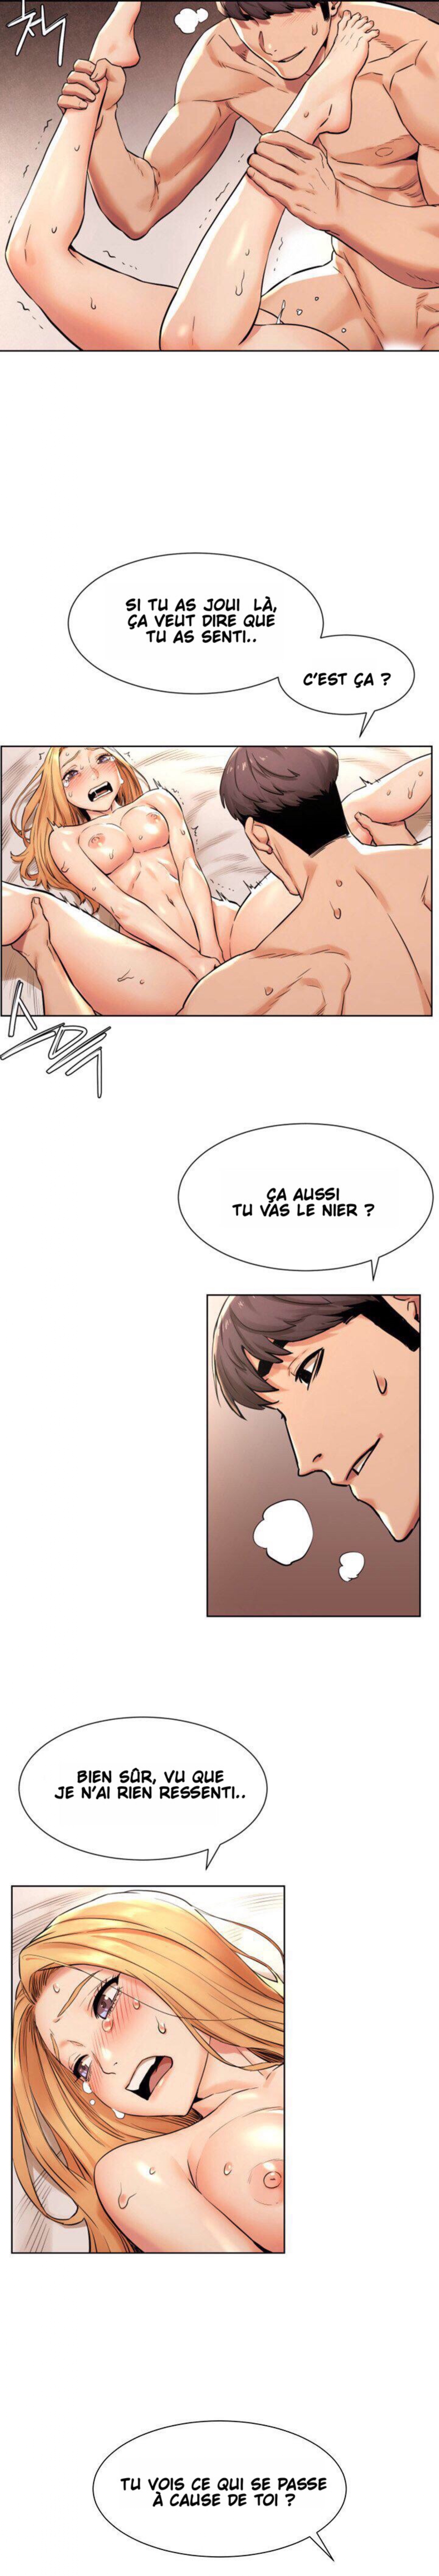 SI TU AS JOUI LÀ,
ÇA VEUT DIRE QUE
TU AS SENTI..
C'EST ÇA ?
ÇA AUSSI
TU VAS LE NIER ?
BIEN SÛR, VU QUE
JE N'AI RIEN RESSENTI..
TU VOIS CE QUI SE PASSE
À CAUSE DE TOI ?